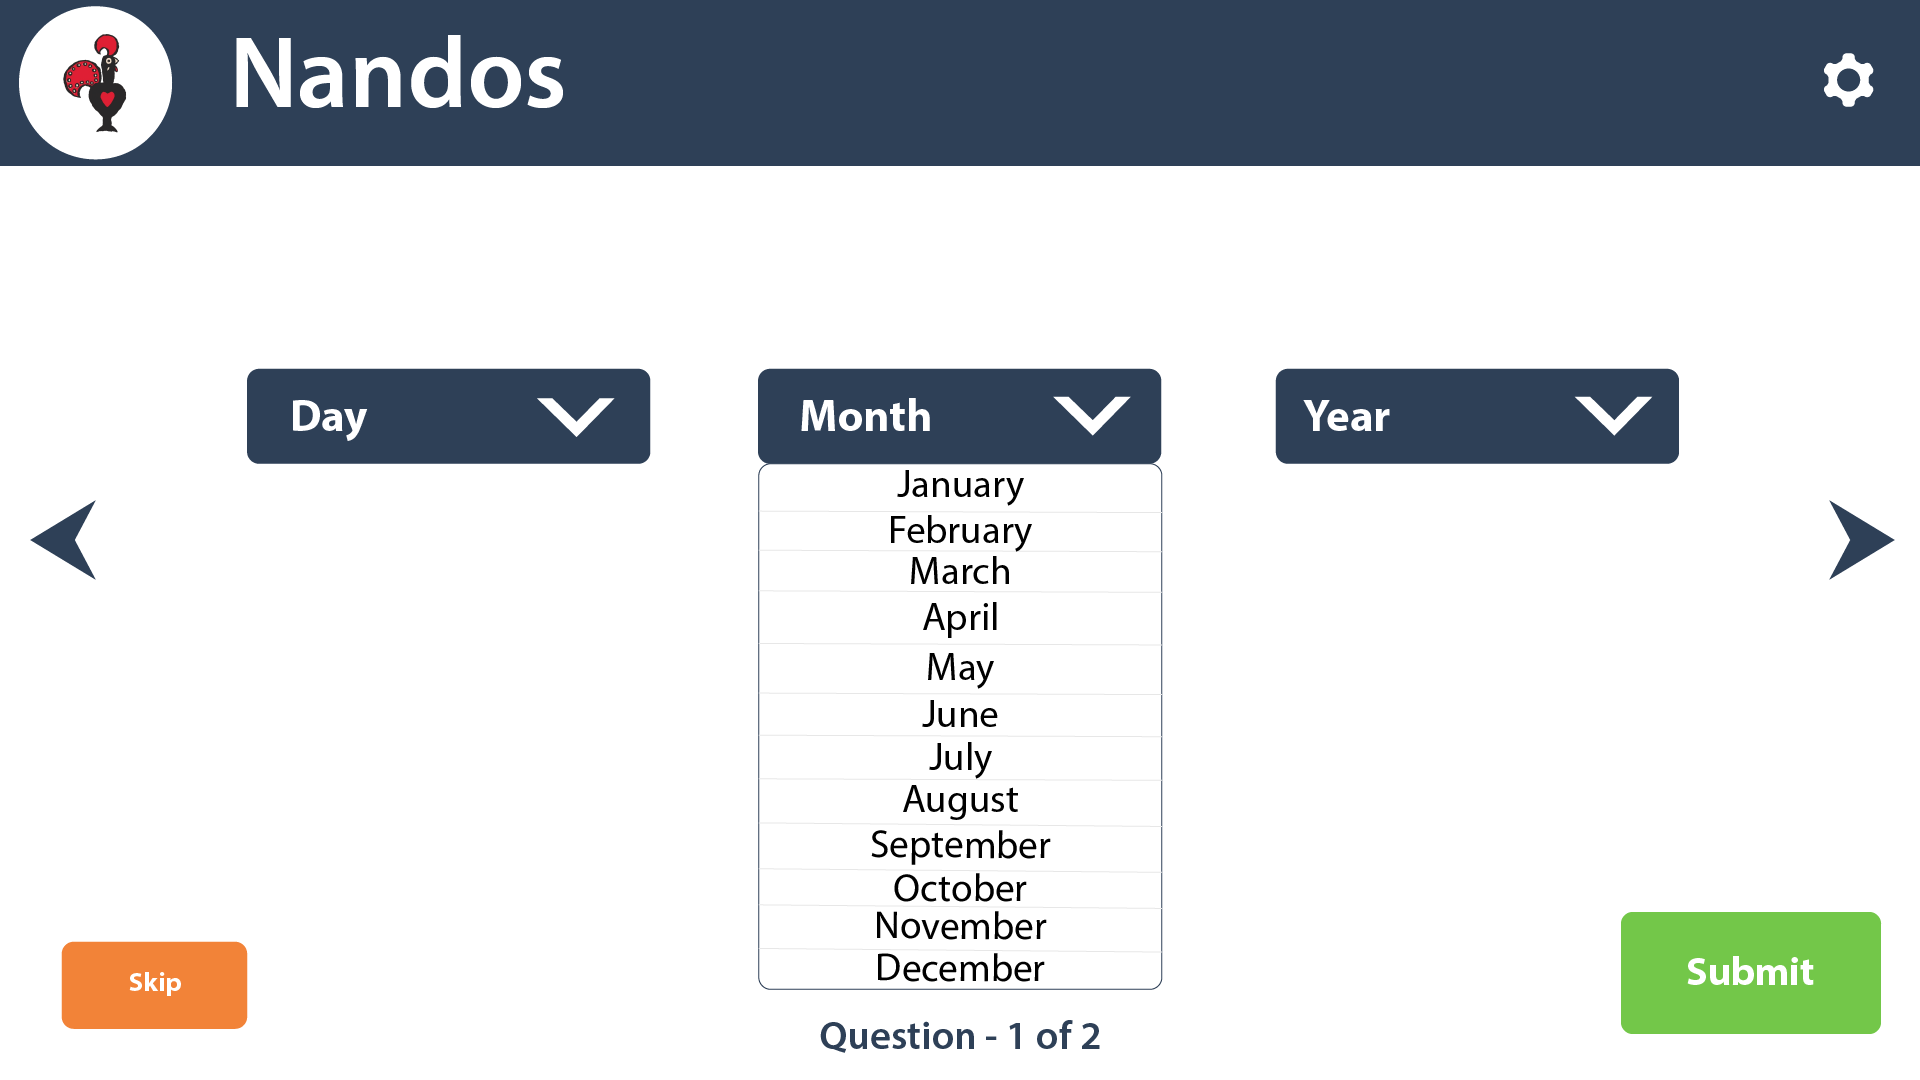 Nandos
Day
Month
Year
January
February
March
April
May
June
July
August
September
October
November
December
Skip
Submit
Question - 1 of 2